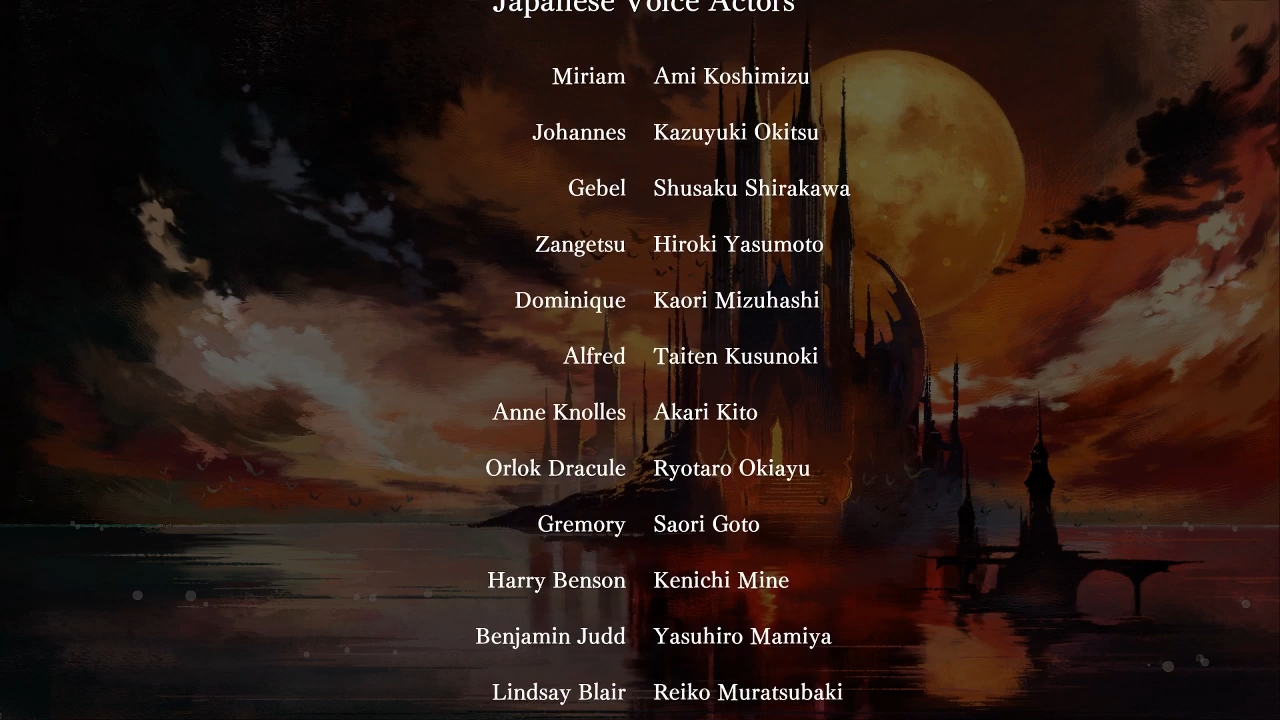 Japanese Voice Actors
Miriam Ami Koshimizu
Johannes Kazuyuki Okitsu
Gebel Shusaku Shirakawa
Zangetsu Hiroki Yasumoto
Dominique Kaori Mizuhashi
Alfred Taiten Kusunoki
Anne Knolles Akari Kito
Orlok Dracule Ryotaro Okiayu
Gremory Saori Goto
Harry Benson Kenichi Mine
Benjamin Judd Yasuhiro Mamiya
Lindsay Blair Reiko Muratsubaki